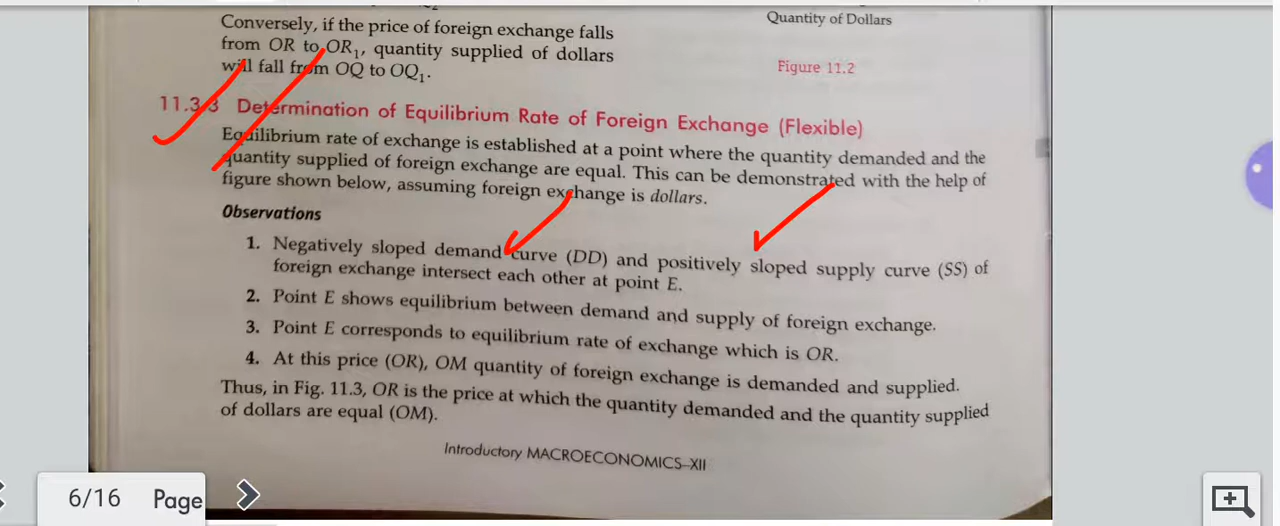 Conversely, if the price of foreign exchange falls
from OR to OR₁, quantity supplied of dollars
will fall from OQ to OQ₁.
Quantity of Dollars
Figure 11.2
11.3.3 Determination of Equilibrium Rate of Foreign Exchange (Flexible)
Equilibrium rate of exchange is established at a point where the quantity demanded and the
quantity supplied of foreign exchange are equal. This can be demonstrated with the help of
figure shown below, assuming foreign exchange is dollars.
Observations
1. Negatively sloped demand curve (DD) and positively sloped supply curve (SS) of
foreign exchange intersect each other at point E.
2. Point E shows equilibrium between demand and supply of foreign exchange.
3. Point E corresponds to equilibrium rate of exchange which is OR.
4. At this price (OR), OM quantity of foreign exchange is demanded and supplied.
Thus, in Fig. 11.3, OR is the price at which the quantity demanded and the quantity supplied
of dollars are equal (OM).
Introductory MACROECONOMICS–XII
6/16 Page